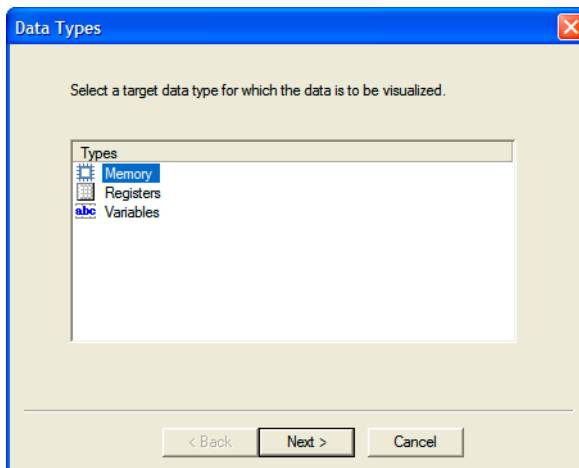 Data Types
Select a target data type for which the data is to be visualized.
Types
Memory
Registers
abc Variables
< Back Next > Cancel